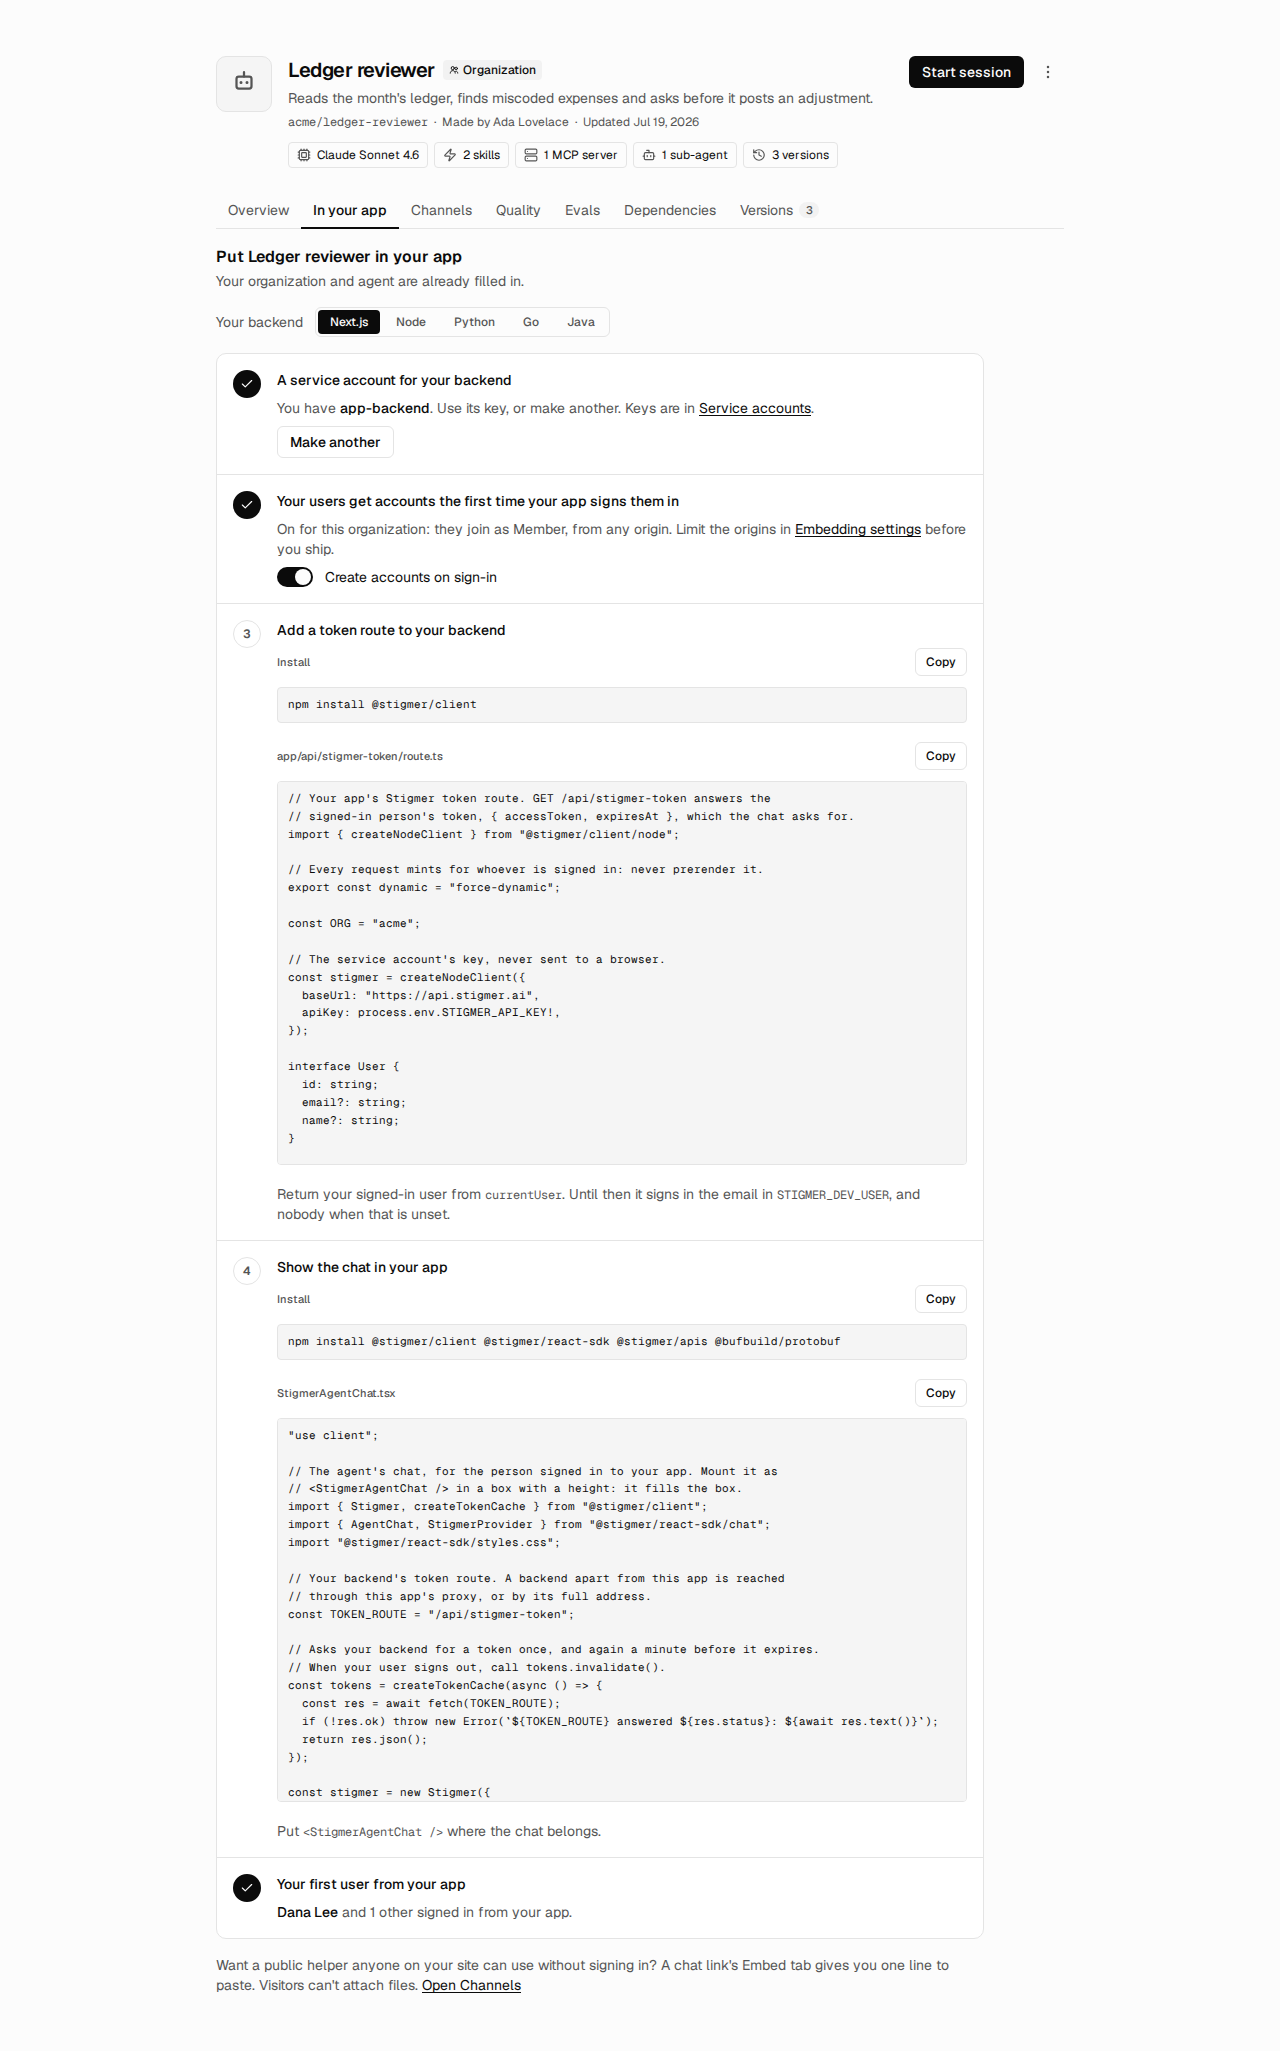 Ledger reviewer
Organization
Start session
Reads the month's ledger, finds miscoded expenses and asks before it posts an adjustment.
acme/ledger-reviewer · Made by Ada Lovelace · Updated Jul 19, 2026
Claude Sonnet 4.6
2 skills
1 MCP server
1 sub-agent
3 versions
Overview
In your app
Channels
Quality
Evals
Dependencies
Versions 3
Put Ledger reviewer in your app
Your organization and agent are already filled in.
Your backend
Next.js
Node
Python
Go
Java
A service account for your backend
You have app-backend. Use its key, or make another. Keys are in Service accounts.
Make another
Your users get accounts the first time your app signs them in
On for this organization: they join as Member, from any origin. Limit the origins in Embedding settings before
you ship.
Create accounts on sign-in
3
Add a token route to your backend
Install
Copy
npm install @stigmer/client
app/api/stigmer-token/route.ts
Copy
// Your app's Stigmer token route. GET /api/stigmer-token answers the
// signed-in person's token, { accessToken, expiresAt }, which the chat asks for.
import { createNodeClient } from "@stigmer/client/node";
// Every request mints for whoever is signed in: never prerender it.
export const dynamic = "force-dynamic";
const ORG = "acme";
// The service account's key, never sent to a browser.
const stigmer = createNodeClient({
  baseUrl: "https://api.stigmer.ai",
  apiKey: process.env.STIGMER_API_KEY!,
});
interface User {
  id: string;
  email?: string;
  name?: string;
}
Return your signed-in user from currentUser. Until then it signs in the email in STIGMER_DEV_USER, and
nobody when that is unset.
4
Show the chat in your app
Install
Copy
npm install @stigmer/client @stigmer/react-sdk @stigmer/apis @bufbuild/protobuf
StigmerAgentChat.tsx
Copy
"use client";
// The agent's chat, for the person signed in to your app. Mount it as
// <StigmerAgentChat /> in a box with a height: it fills the box.
import { Stigmer, createTokenCache } from "@stigmer/client";
import { AgentChat, StigmerProvider } from "@stigmer/react-sdk/chat";
import "@stigmer/react-sdk/styles.css";
// Your backend's token route. A backend apart from this app is reached
// through this app's proxy, or by its full address.
const TOKEN_ROUTE = "/api/stigmer-token";
// Asks your backend for a token once, and again a minute before it expires.
// When your user signs out, call tokens.invalidate().
const tokens = createTokenCache(async () => {
  const res = await fetch(TOKEN_ROUTE);
  if (!res.ok) throw new Error(`${TOKEN_ROUTE} answered ${res.status}: ${await res.text()}`);
  return res.json();
});
const stigmer = new Stigmer({
Put <StigmerAgentChat /> where the chat belongs.
Your first user from your app
Dana Lee and 1 other signed in from your app.
Want a public helper anyone on your site can use without signing in? A chat link's Embed tab gives you one line to
paste. Visitors can't attach files. Open Channels